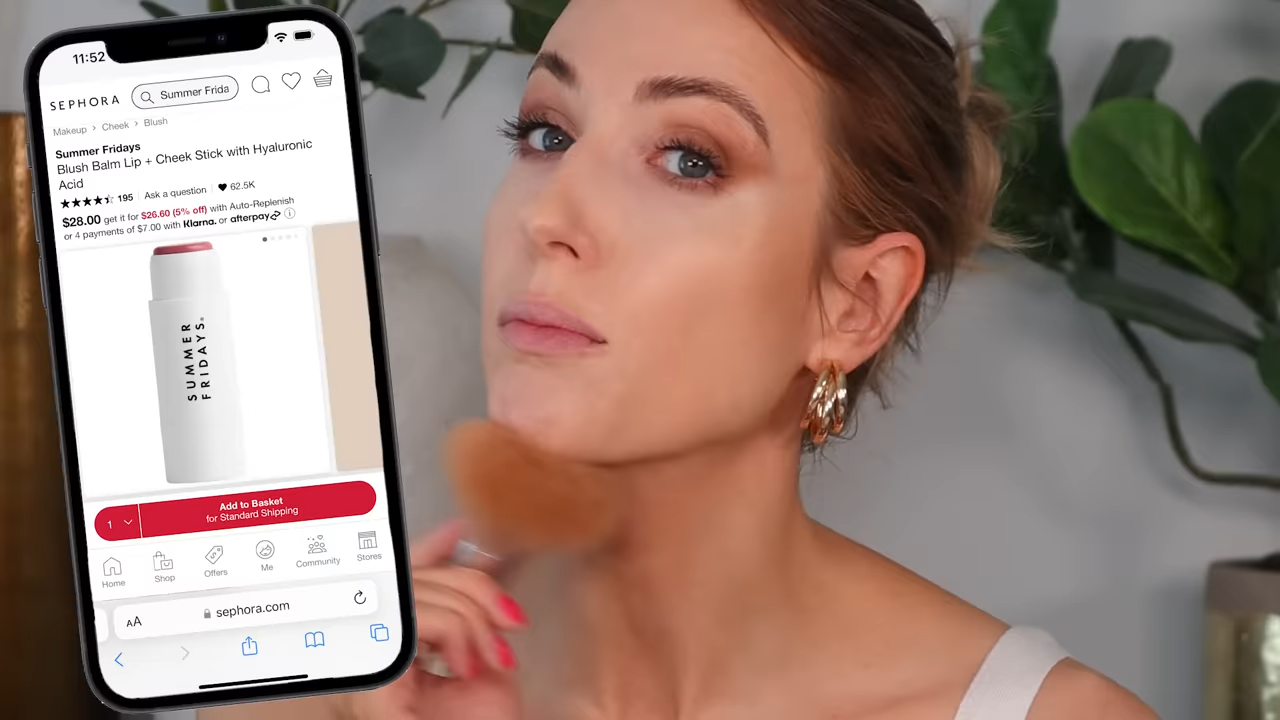 11:52
SEPHORA
Summer Frida
Makeup > Cheek > Blush
Summer Fridays
Blush Balm Lip + Cheek Stick with Hyaluronic
Acid
195 Ask a question 62.5K
$28.00 get it for $26.60 (5% off) with Auto-Replenish
or 4 payments of $7.00 with Klarna. or afterpay
SUMMER
FRIDAYS®
1
Add to Basket
for Standard Shipping
Home
Shop
Offers
Me
Community
Stores
AA
sephora.com